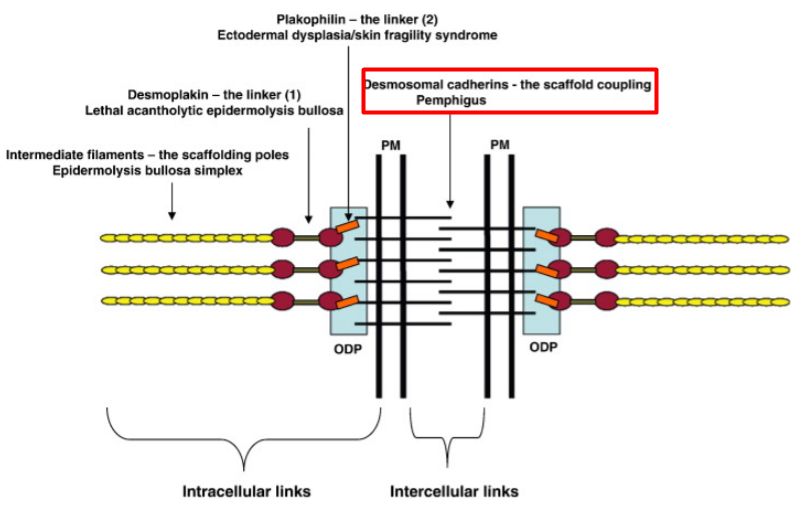 Plakophilin – the linker (2)
Ectodermal dysplasia/skin fragility syndrome
Desmosomal cadherins - the scaffold coupling
Pemphigus
Desmoplakin – the linker (1)
Lethal acantholytic epidermolysis bullosa
Intermediate filaments – the scaffolding poles
Epidermolysis bullosa simplex
PM
PM
ODP
ODP
Intracellular links
Intercellular links